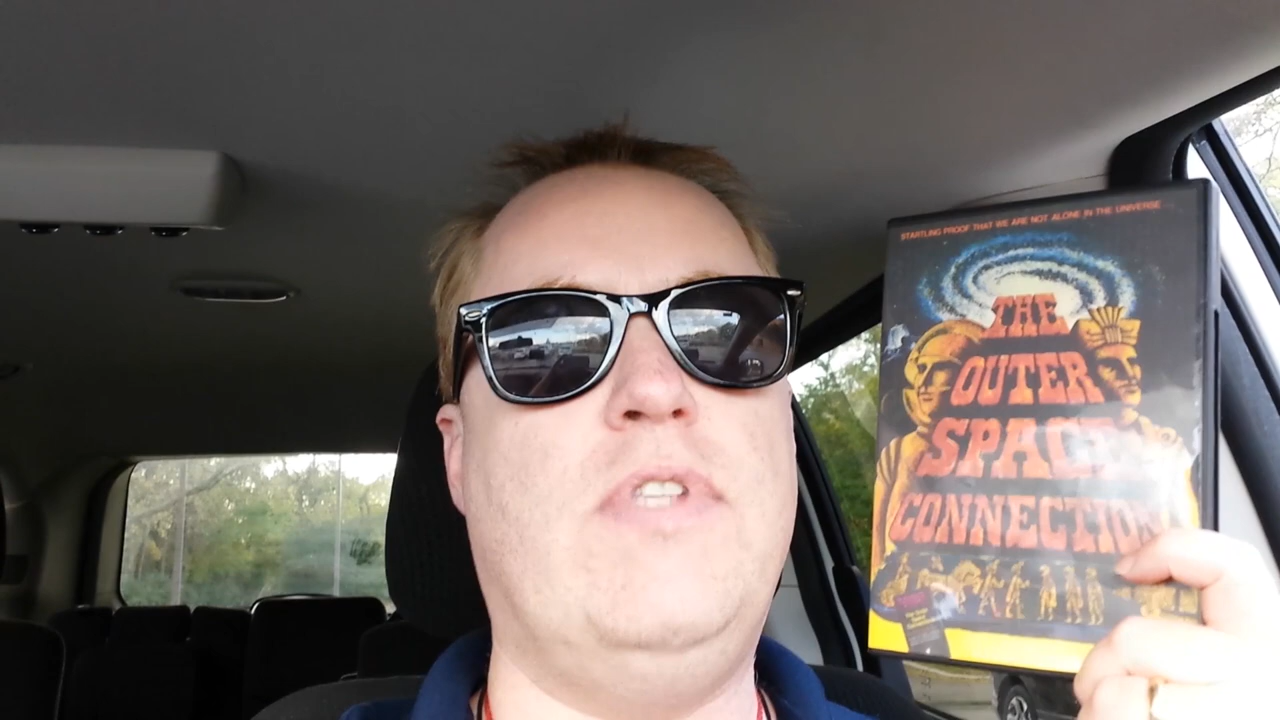 STARTLING PROOF THAT WE ARE NOT ALONE IN THE UNIVERSE
THE
OUTER
SPACE
CONNECTION